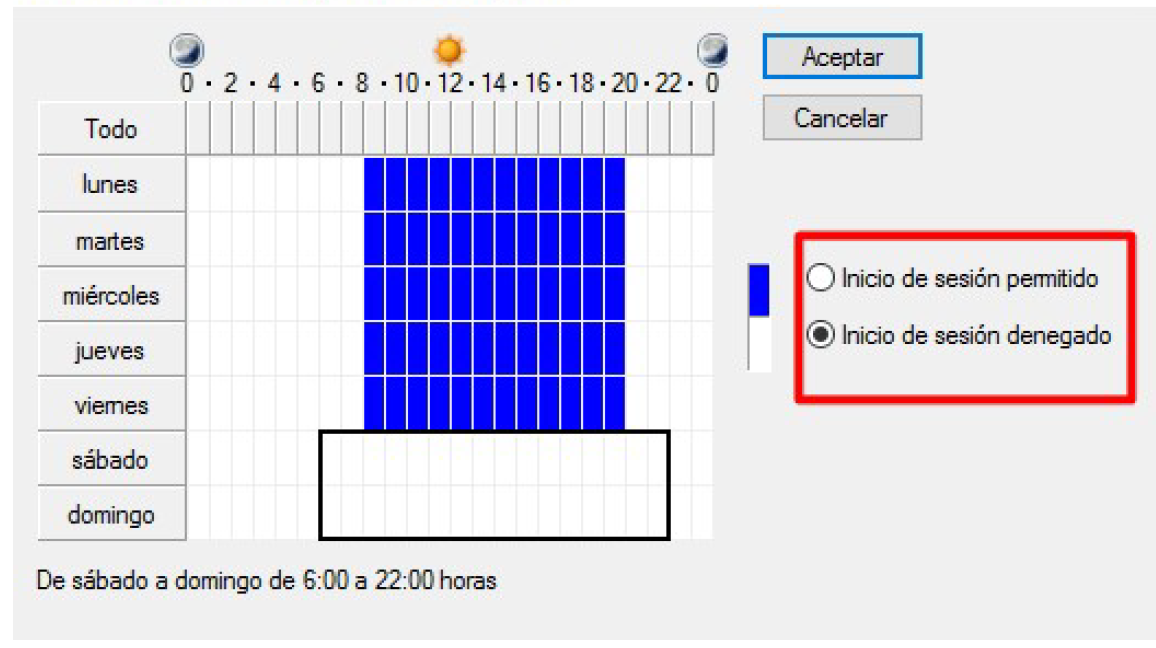 0 · 2 · 4 · 6 · 8 · 10 · 12 · 14 · 16 · 18 · 20 · 22 · 0
Aceptar
Cancelar
Todo
lunes
martes
miércoles
jueves
viernes
sábado
domingo
Inicio de sesión permitido
Inicio de sesión denegado
De sábado a domingo de 6:00 a 22:00 horas